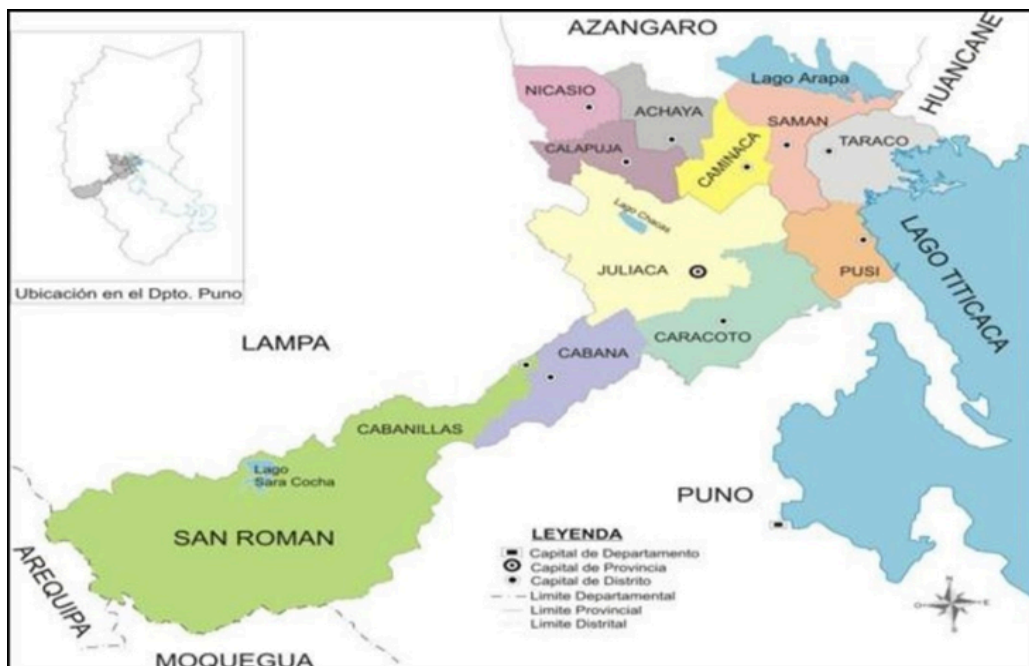 AZANGARO
HUANCANE
Lago Arapa
NICASIO
ACHAYA
SAMAN
CALAPUJA
CAMINACA
TARACO
Lago Chacas
JULIACA
PUSI
LAGO TITICACA
Ubicación en el Dpto. Puno
LAMPA
CABANA
CARACOTO
CABANILLAS
Lago
Sara Cocha
PUNO
SAN ROMAN
LEYENDA
Capital de Departamento
Capital de Provincia
Capital de Distrito
Limite Departamental
Limite Provincial
Limite Distrital
AREQUIPA
MOQUEGUA
N
O
E
S